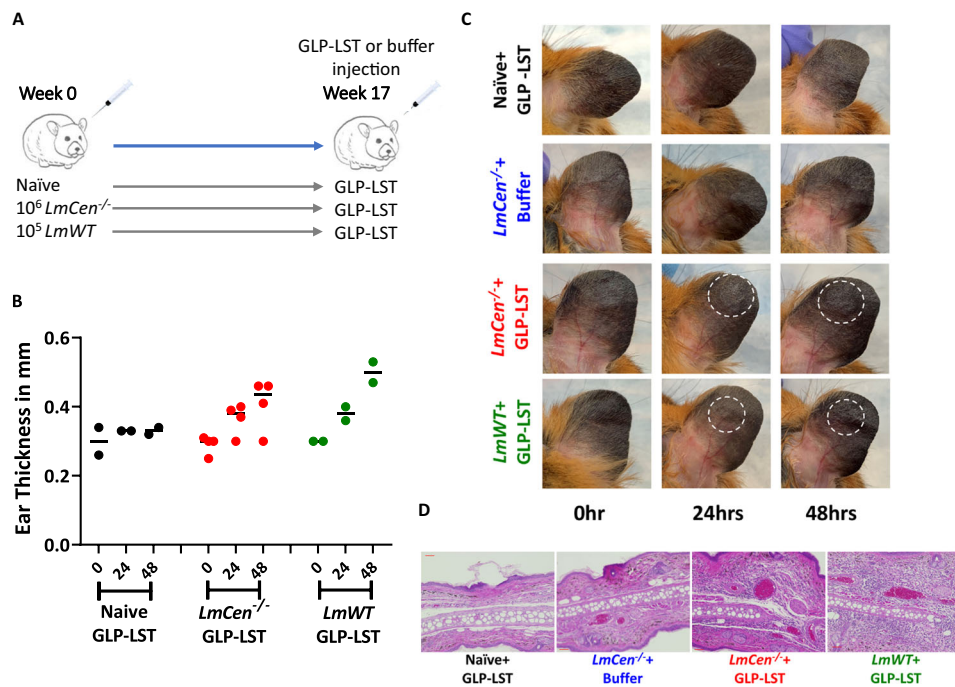 A
GLP-LST or buffer
injection
Week 0
Week 17
Naïve
GLP-LST
10⁶ LmCen⁻/⁻
GLP-LST
10⁵ LmWT
GLP-LST
B
Ear Thickness in mm
0.6
0.4
0.2
0.0
0 24 48 0 24 48 0 24 48
Naive LmCen⁻/⁻ LmWT
GLP-LST GLP-LST GLP-LST
C
Naïve+
GLP -LST
LmCen⁻/⁻+
Buffer
LmCen⁻/⁻+
GLP-LST
LmWT+
GLP-LST
0hr 24hrs 48hrs
D
Naïve+ LmCen⁻/⁻+ LmCen⁻/⁻+ LmWT+
GLP-LST Buffer GLP-LST GLP-LST